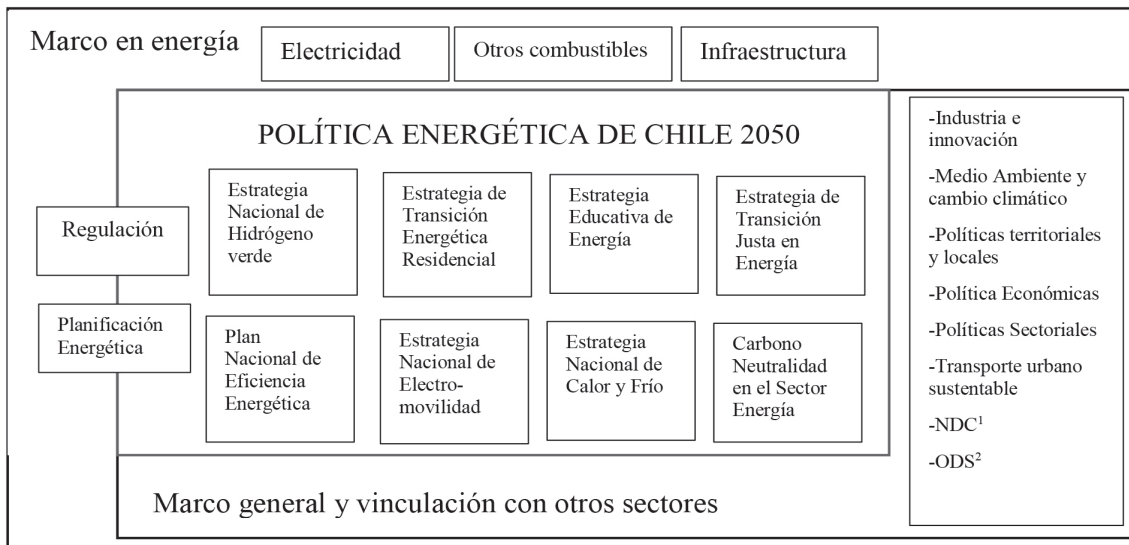 Marco en energía
Electricidad
Otros combustibles
Infraestructura
POLÍTICA ENERGÉTICA DE CHILE 2050
Regulación
Planificación
Energética
Estrategia
Nacional de
Hidrógeno
verde
Estrategia de
Transición
Energética
Residencial
Estrategia
Educativa de
Energía
Estrategia de
Transición
Justa en
Energía
Plan
Nacional de
Eficiencia
Energética
Estrategia
Nacional de
Electro-
movilidad
Estrategia
Nacional de
Calor y Frío
Carbono
Neutralidad
en el Sector
Energía
-Industria e
innovación
-Medio Ambiente y
cambio climático
-Políticas territoriales
y locales
-Política Económicas
-Políticas Sectoriales
-Transporte urbano
sustentable
-NDC¹
-ODS²
Marco general y vinculación con otros sectores